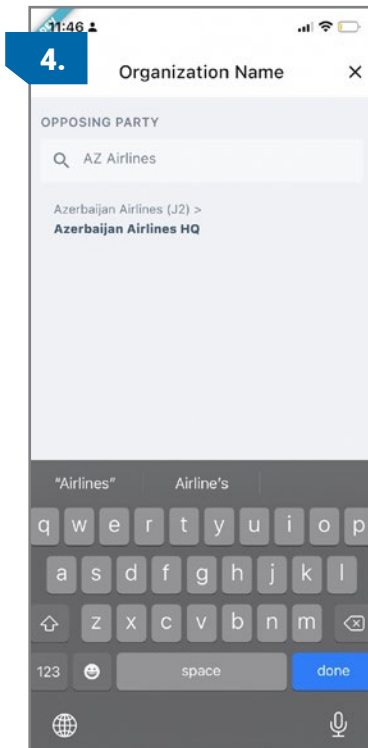 11:46
4.
Organization Name
OPPOSING PARTY
AZ Airlines
Azerbaijan Airlines (J2) >
Azerbaijan Airlines HQ
"Airlines" Airline's
q w e r t y u i o p
a s d f g h j k l
z x c v b n m
123 space done